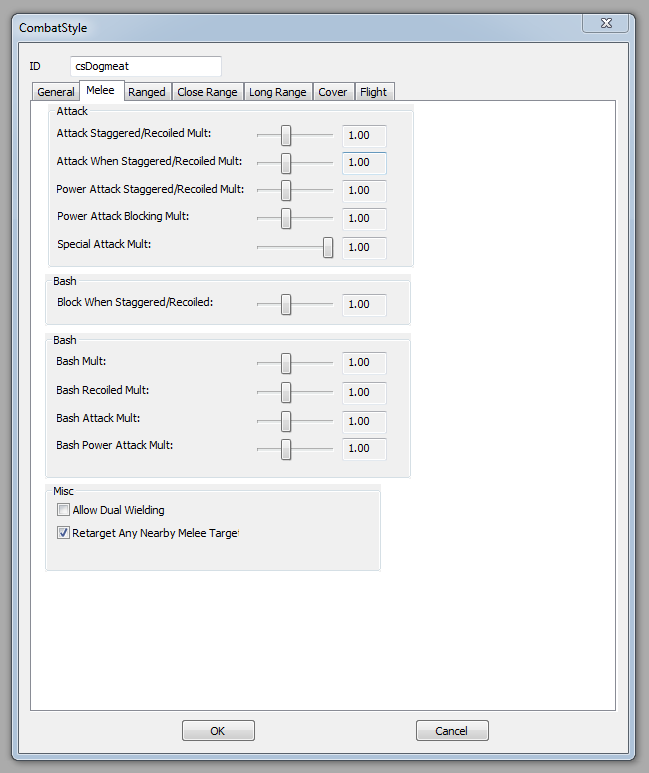 CombatStyle
ID csDogmeat
General Melee Ranged Close Range Long Range Cover Flight
Attack
Attack Staggered/Recoiled Mult: 1.00
Attack When Staggered/Recoiled Mult: 1.00
Power Attack Staggered/Recoiled Mult: 1.00
Power Attack Blocking Mult: 1.00
Special Attack Mult: 1.00
Bash
Block When Staggered/Recoiled: 1.00
Bash
Bash Mult: 1.00
Bash Recoiled Mult: 1.00
Bash Attack Mult: 1.00
Bash Power Attack Mult: 1.00
Misc
Allow Dual Wielding
Retarget Any Nearby Melee Target
OK Cancel